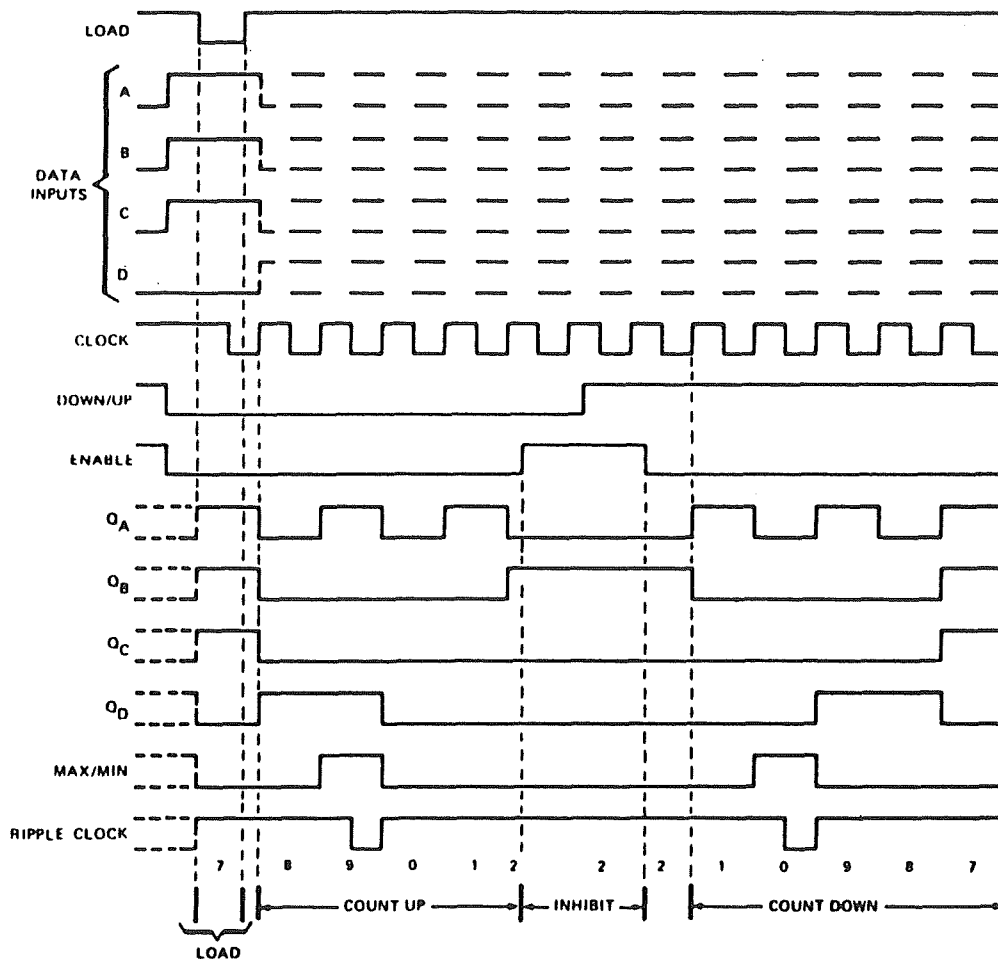 LOAD
A
B
DATA
INPUTS
C
D
CLOCK
DOWN/UP
ENABLE
QA
QB
QC
QD
MAX/MIN
RIPPLE CLOCK
7 8 9 0 1 2 2 2 1 0 9 8 7
COUNT UP INHIBIT COUNT DOWN
LOAD